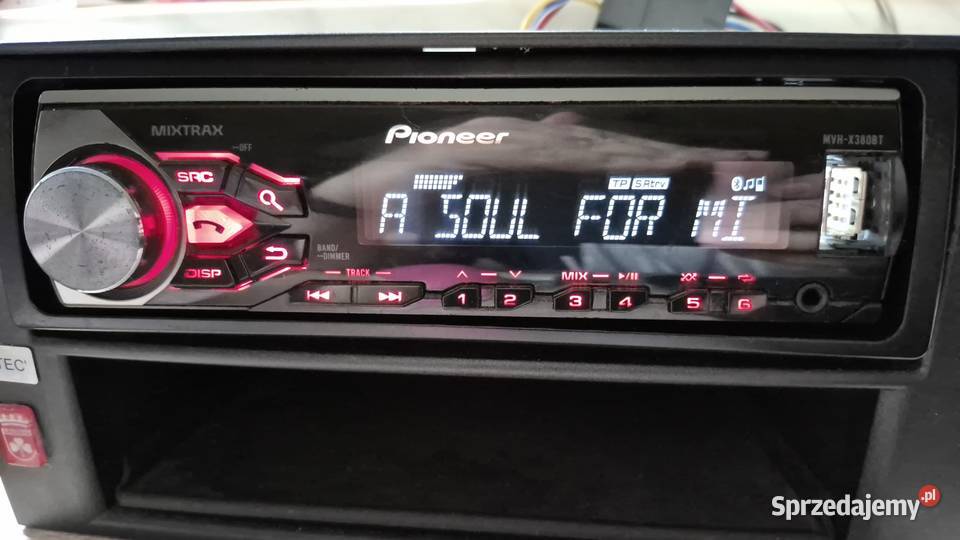 MIXTRAX
Pioneer
MVH-X380BT
OFF
SRC
TP S.Rtrv
A SOUL FOR MI
DISP
BAND/
DIMMER
TRACK
MIX
1 2 3 4 5 6
TEC'
Sprzedajemy.pl